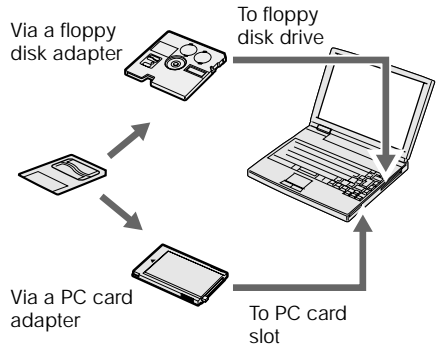 Via a floppy
disk adapter
To floppy
disk drive
Via a PC card
adapter
To PC card
slot